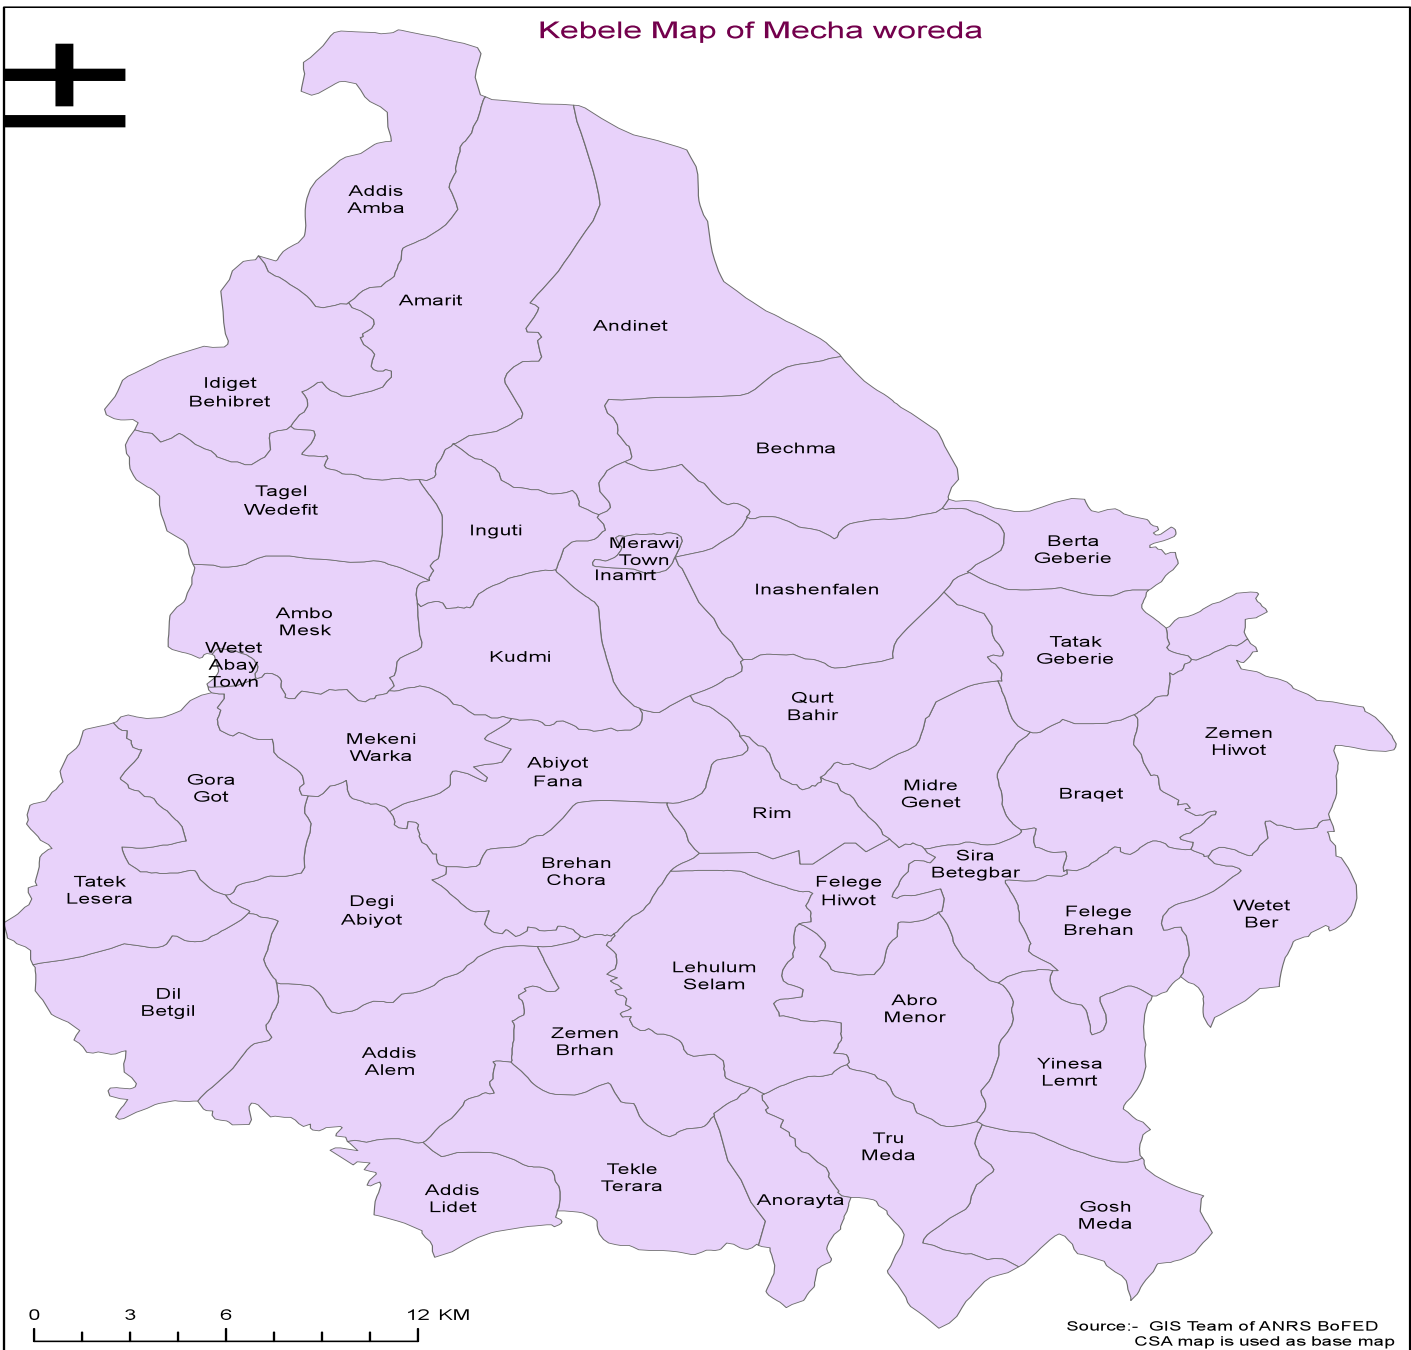 Kebele Map of Mecha woreda
Addis
Amba
Amarit
Andinet
Idiget
Behibret
Bechma
Tagel
Wedefit
Inguti
Merawi
Town
Inamrt
Berta
Geberie
Inashenfalen
Ambo
Mesk
Wetet
Abay
Town
Kudmi
Tatak
Geberie
Qurt
Bahir
Zemen
Hiwot
Mekeni
Warka
Abiyot
Fana
Gora
Got
Midre
Genet
Braqet
Rim
Sira
Betegbar
Brehan
Chora
Felege
Hiwot
Tatek
Lesera
Degi
Abiyot
Felege
Brehan
Wetet
Ber
Lehulum
Selam
Dil
Betgil
Abro
Menor
Zemen
Brhan
Addis
Alem
Yinesa
Lemrt
Tru
Meda
Tekle
Terara
Addis
Lidet
Anorayta
Gosh
Meda
0 3 6 12 KM
Source:- GIS Team of ANRS BoFED
CSA map is used as base map